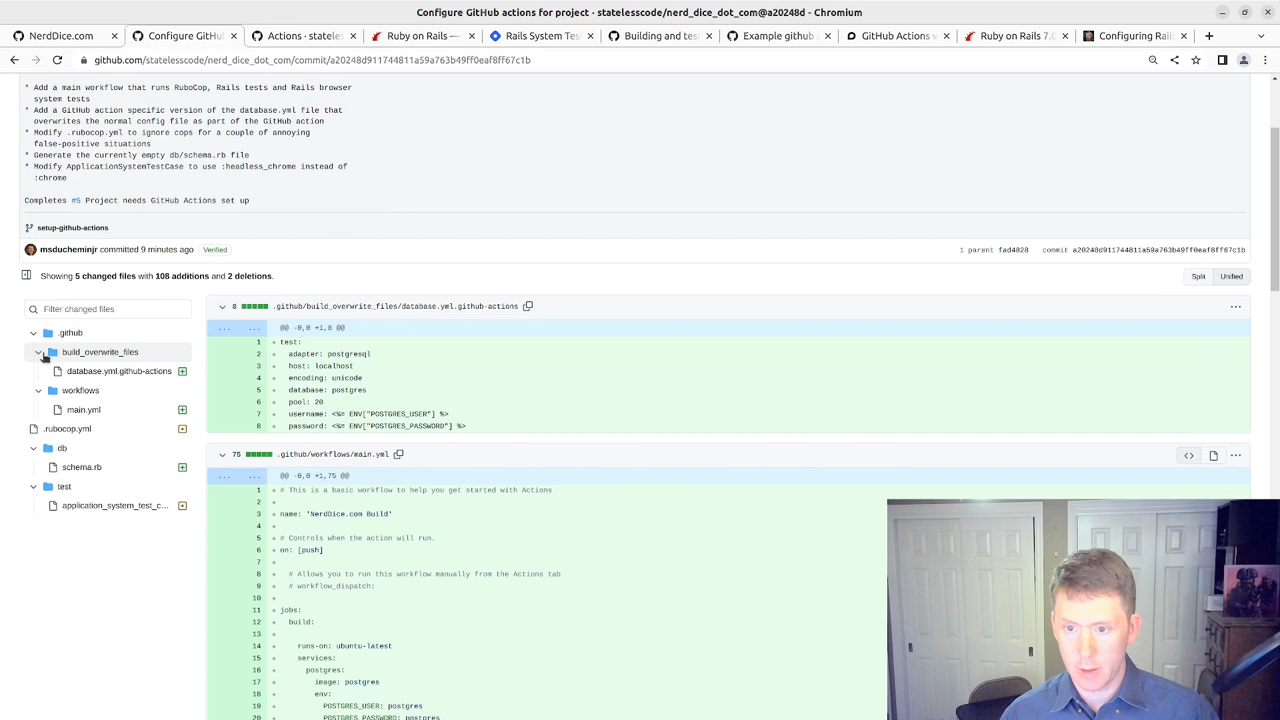 Configure GitHub actions for project · statelesscode/nerd_dice_dot_com@a20248d - Chromium
NerdDice.com
Configure GitHu
Actions · stateles
Ruby on Rails —
Rails System Tes
Building and tes
Example github a
GitHub Actions w
Ruby on Rails 7.0
Configuring Rails
github.com/statelesscode/nerd_dice_dot_com/commit/a20248d911744811a59a763b49ff0eaf8ff67c1b
* Add a main workflow that runs RuboCop, Rails tests and Rails browser
system tests
* Add a GitHub action specific version of the database.yml file that
overwrites the normal config file as part of the GitHub action
* Modify .rubocop.yml to ignore cops for a couple of annoying
false-positive situations
* Generate the currently empty db/schema.rb file
* Modify ApplicationSystemTestCase to use :headless_chrome instead of
:chrome
Completes #5 Project needs GitHub Actions set up
setup-github-actions
msducheminjr committed 9 minutes ago Verified
1 parent fad4828 commit a20248d911744811a59a763b49ff0eaf8ff67c1b
Showing 5 changed files with 108 additions and 2 deletions.
Split Unified
Filter changed files
.github
build_overwrite_files
database.yml.github-actions
workflows
main.yml
.rubocop.yml
db
schema.rb
test
application_system_test_c...
8 .github/build_overwrite_files/database.yml.github-actions
... ... @@ -0,0 +1,8 @@
1 + test:
2 + adapter: postgresql
3 + host: localhost
4 + encoding: unicode
5 + database: postgres
6 + pool: 20
7 + username: <%= ENV["POSTGRES_USER"] %>
8 + password: <%= ENV["POSTGRES_PASSWORD"] %>
75 .github/workflows/main.yml
... ... @@ -0,0 +1,75 @@
1 + # This is a basic workflow to help you get started with Actions
2 +
3 + name: 'NerdDice.com Build'
4 +
5 + # Controls when the action will run.
6 + on: [push]
7 +
8 + # Allows you to run this workflow manually from the Actions tab
9 + # workflow_dispatch:
10 +
11 + jobs:
12 + build:
13 +
14 + runs-on: ubuntu-latest
15 + services:
16 + postgres:
17 + image: postgres
18 + env:
19 + POSTGRES_USER: postgres
20 + POSTGRES_PASSWORD: postgres